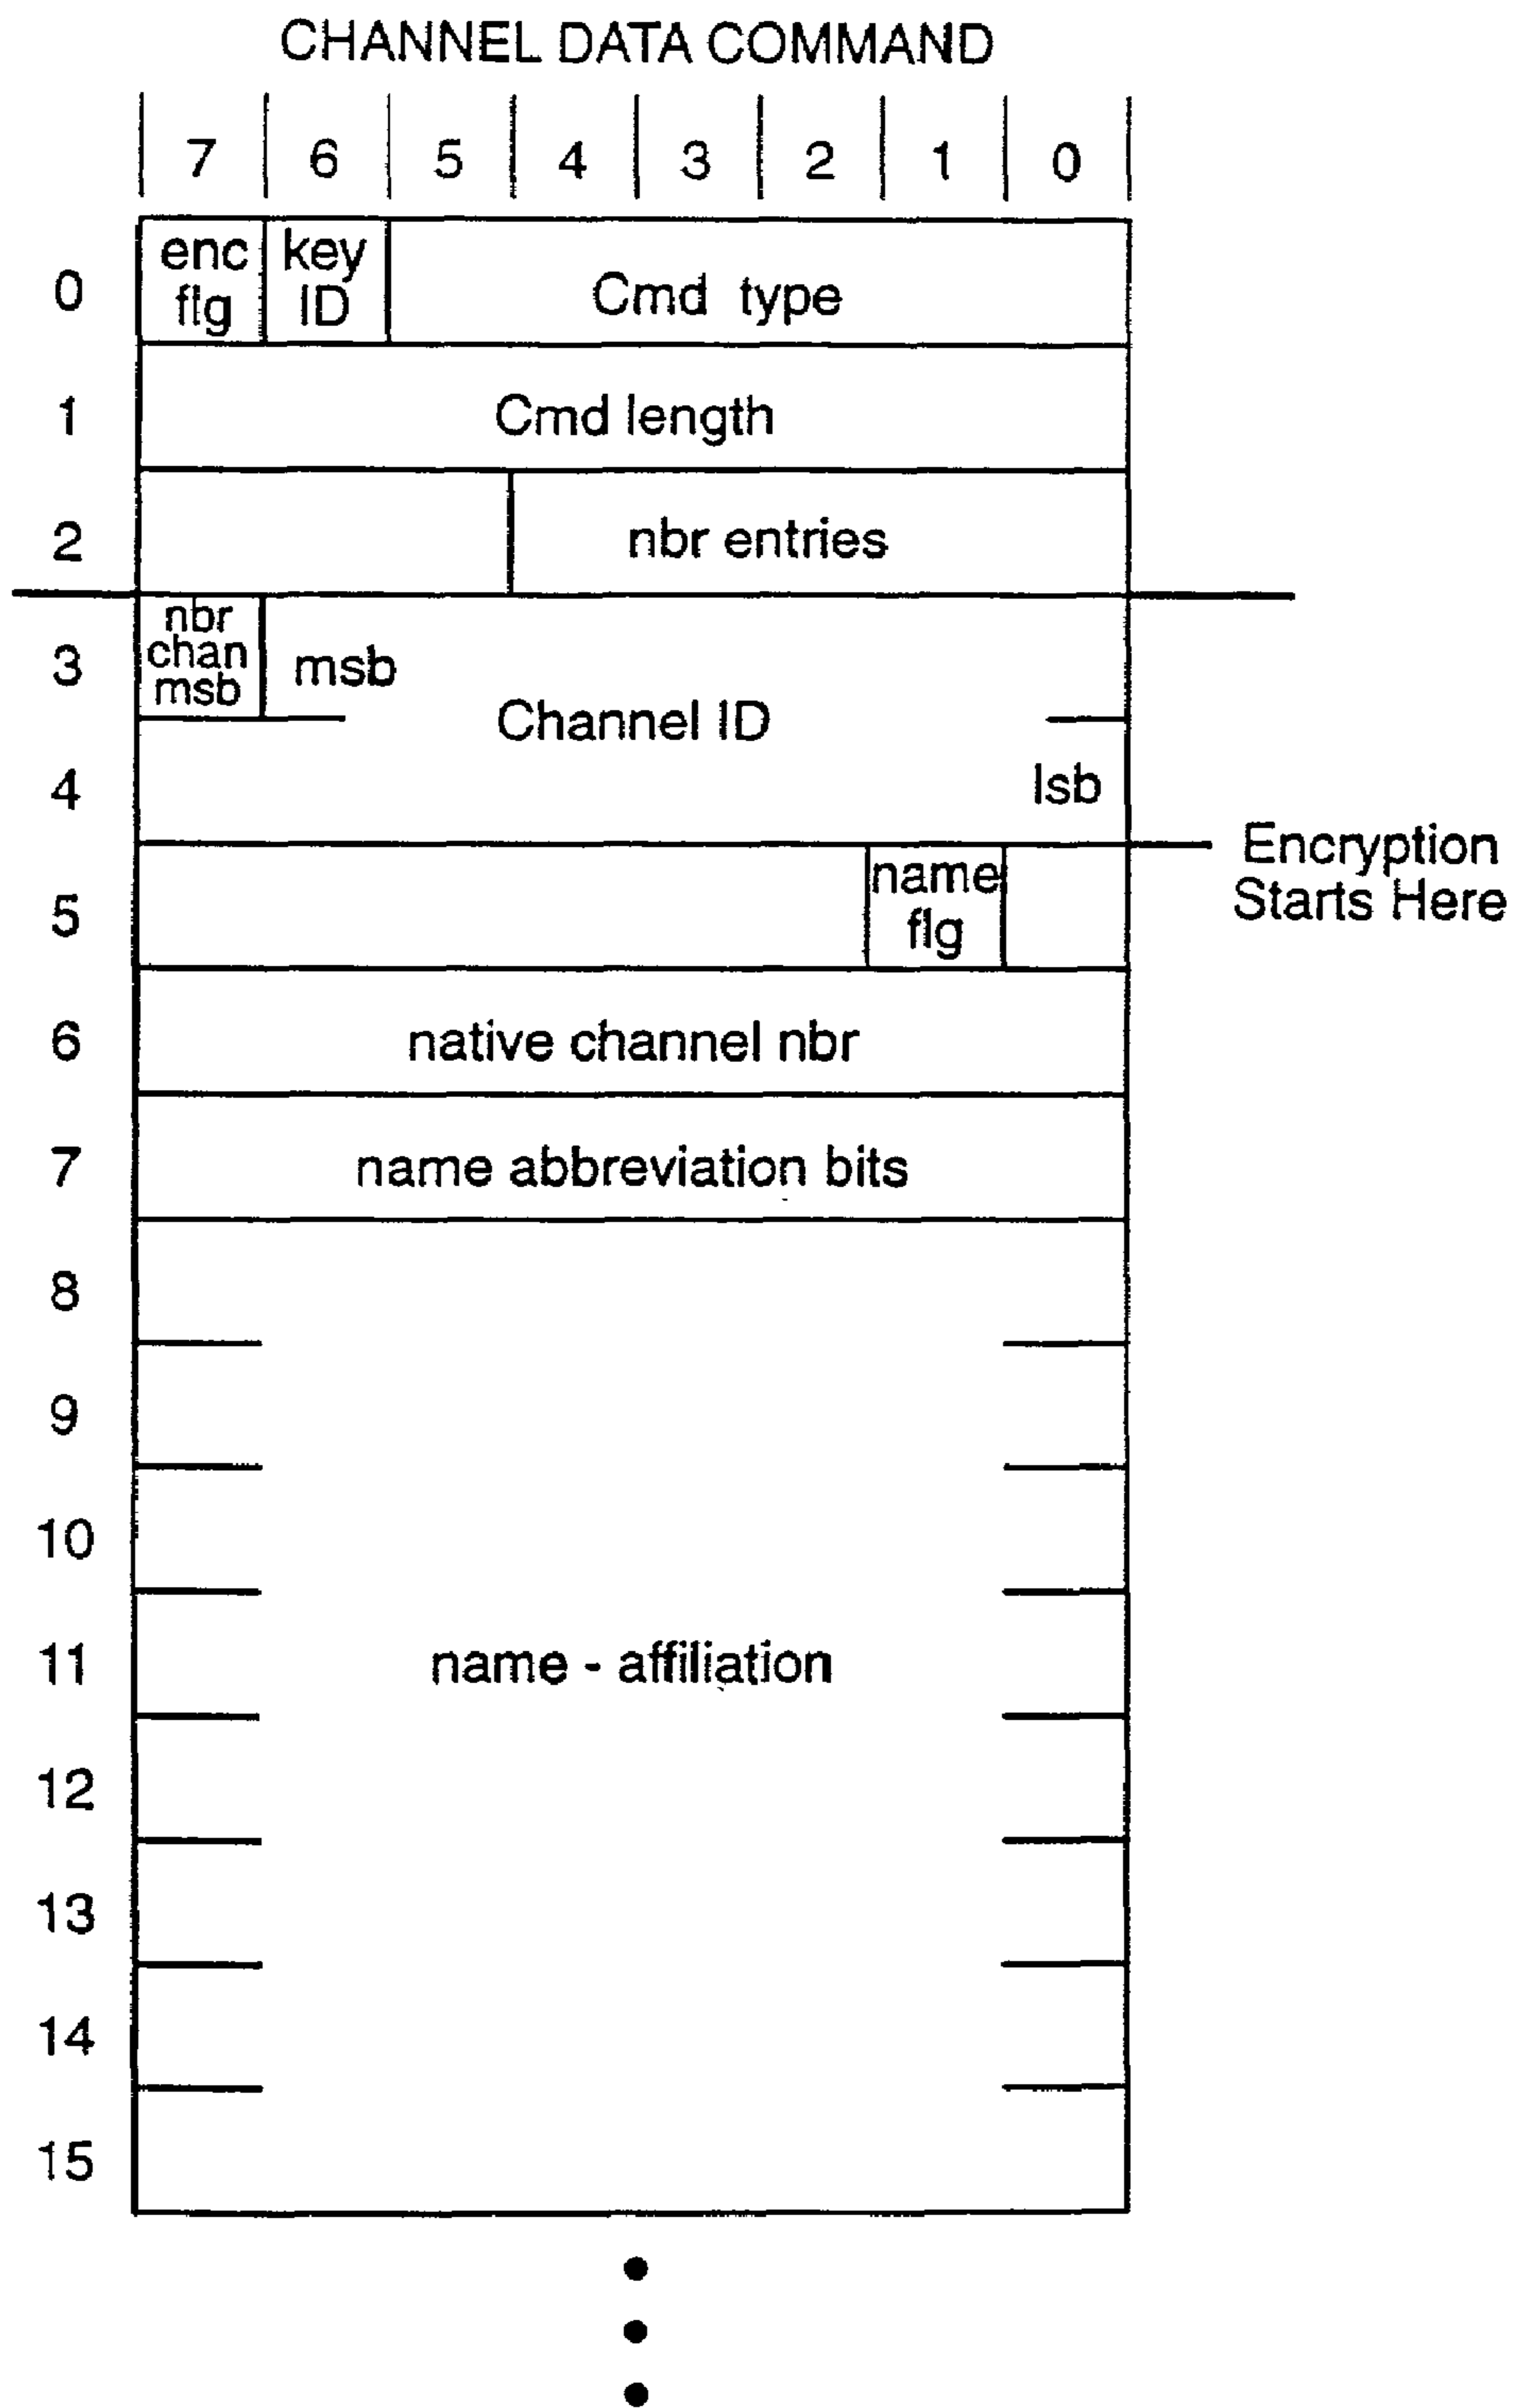 CHANNEL DATA COMMAND
7 6 5 4 3 2 1 0
0 enc flg key ID Cmd type
1 Cmd length
2 nbr entries
3 nbr chan msb msb
Channel ID
4 lsb
Encryption
Starts Here
5 name flg
6 native channel nbr
7 name abbreviation bits
8
9
10
11 name - affiliation
12
13
14
15